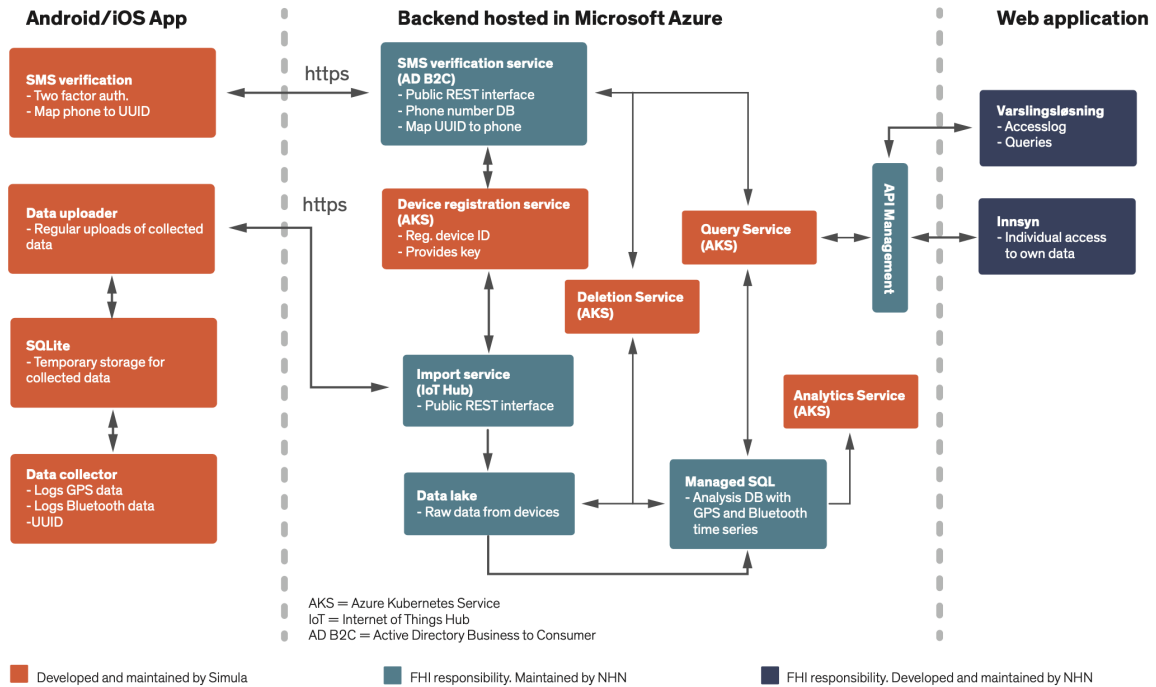 Android/iOS App
Backend hosted in Microsoft Azure
Web application
SMS verification
- Two factor auth.
- Map phone to UUID
https
SMS verification service
(AD B2C)
- Public REST interface
- Phone number DB
- Map UUID to phone
Varslingsløsning
- Accesslog
- Queries
Data uploader
- Regular uploads of collected
data
https
Device registration service
(AKS)
- Reg. device ID
- Provides key
Query Service
(AKS)
API Management
Innsyn
- Individual access
to own data
Deletion Service
(AKS)
SQLite
- Temporary storage for
collected data
Import service
(IoT Hub)
- Public REST interface
Analytics Service
(AKS)
Data collector
- Logs GPS data
- Logs Bluetooth data
-UUID
Data lake
- Raw data from devices
Managed SQL
- Analysis DB with
GPS and Bluetooth
time series
AKS = Azure Kubernetes Service
IoT = Internet of Things Hub
AD B2C = Active Directory Business to Consumer
Developed and maintained by Simula
FHI responsibility. Maintained by NHN
FHI responsibility. Developed and maintained by NHN